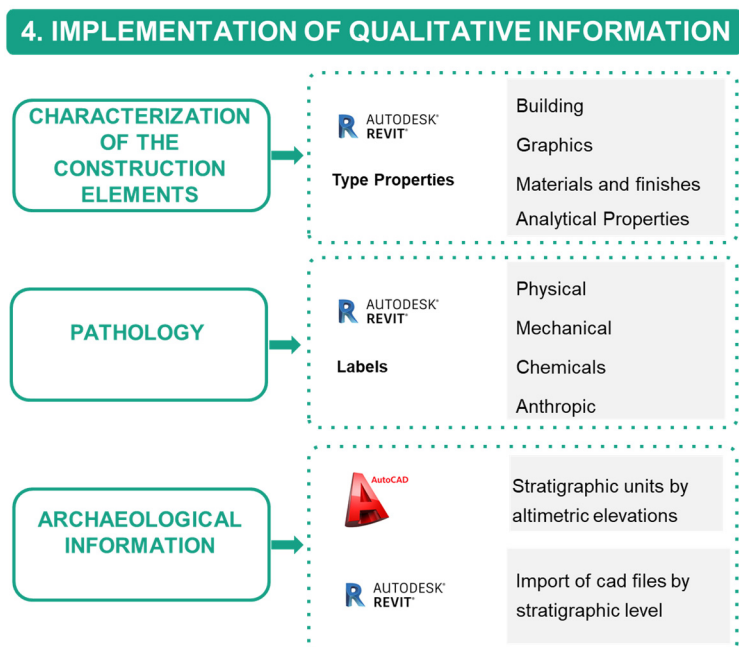 4. IMPLEMENTATION OF QUALITATIVE INFORMATION
CHARACTERIZATION
OF THE
CONSTRUCTION
ELEMENTS
R AUTODESK®
REVIT®
Type Properties
Building
Graphics
Materials and finishes
Analytical Properties
PATHOLOGY
R AUTODESK®
REVIT®
Labels
Physical
Mechanical
Chemicals
Anthropic
ARCHAEOLOGICAL
INFORMATION
A AutoCAD
Stratigraphic units by
altimetric elevations
R AUTODESK®
REVIT®
Import of cad files by
stratigraphic level